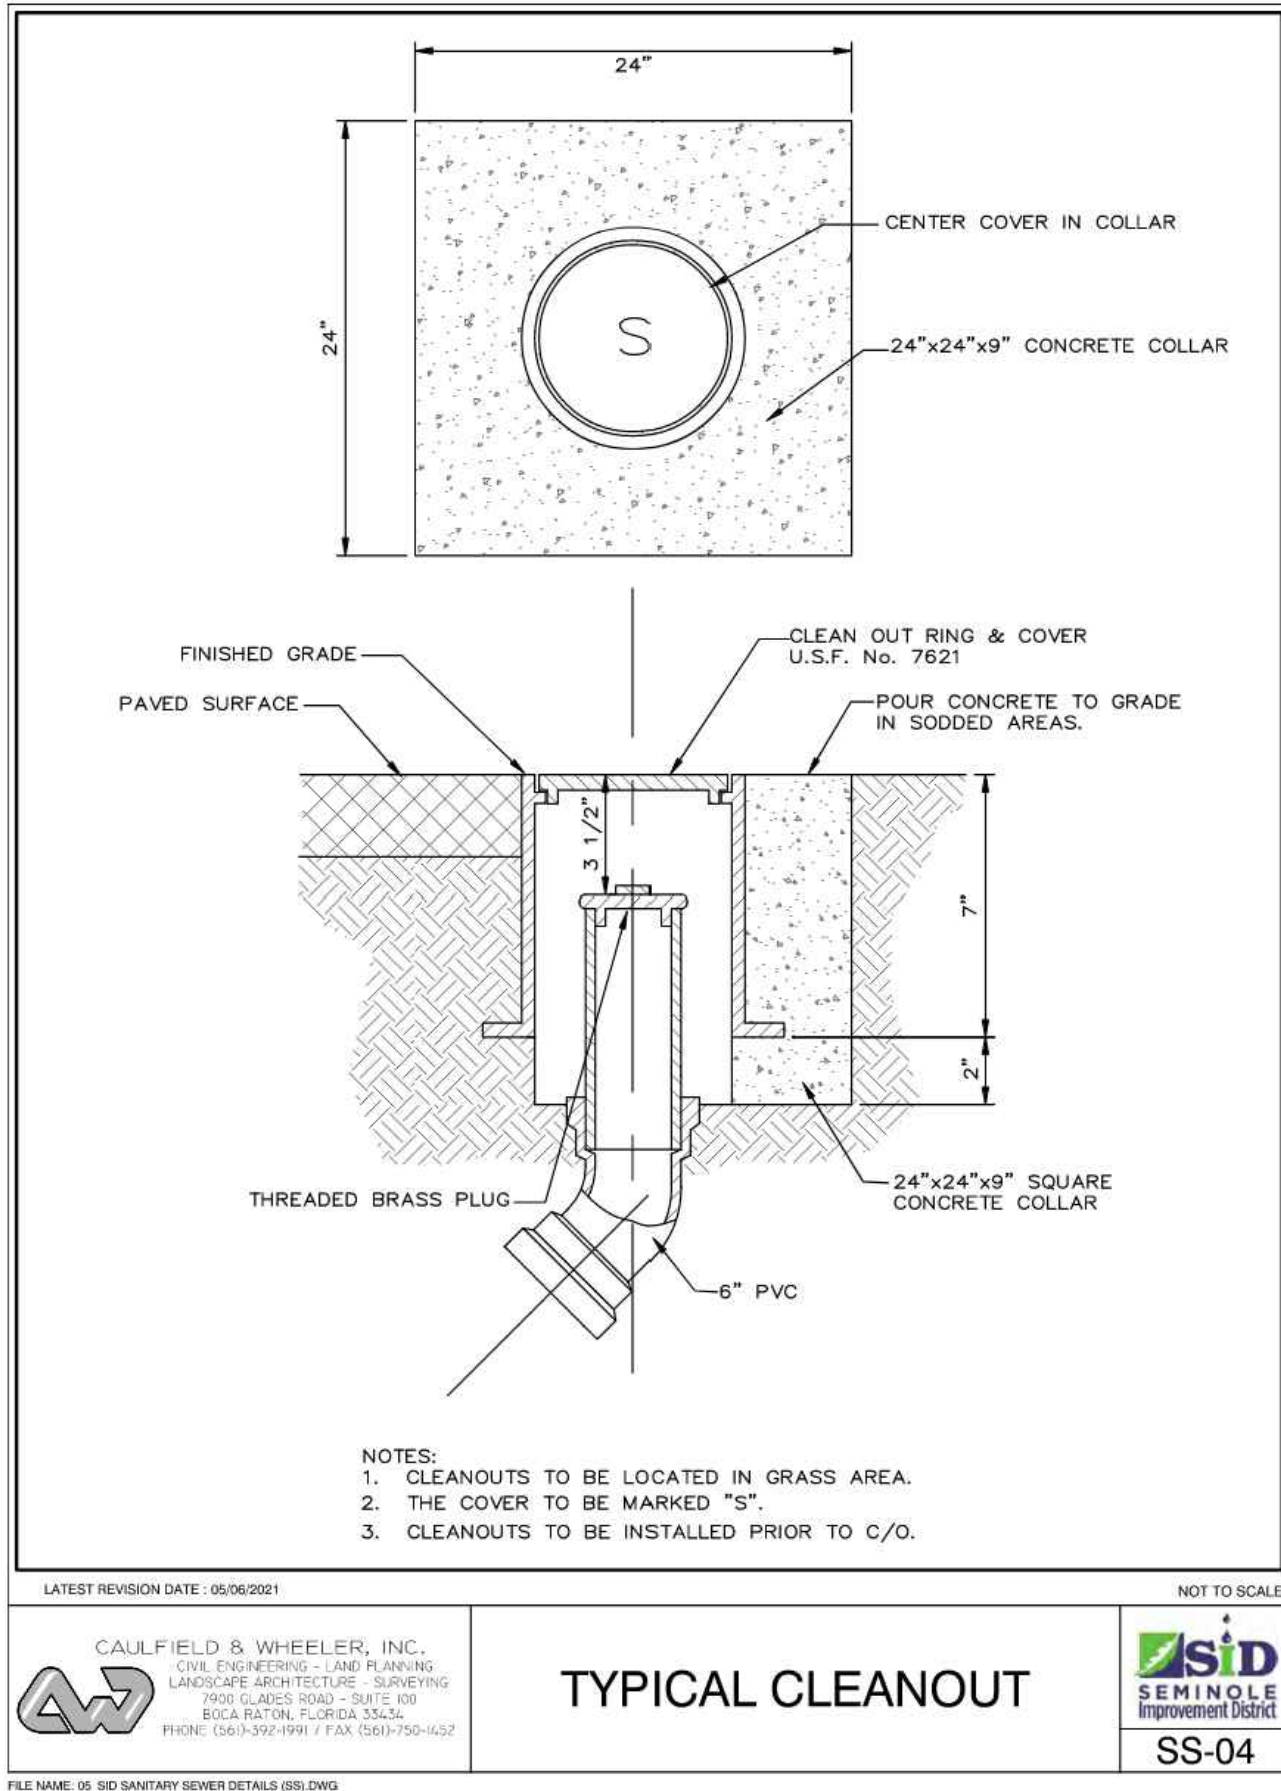 24"
24"
CENTER COVER IN COLLAR
24"x24"x9" CONCRETE COLLAR
S
FINISHED GRADE
CLEAN OUT RING & COVER
U.S.F. No. 7621
PAVED SURFACE
POUR CONCRETE TO GRADE
IN SODDED AREAS.
3 1/2"
7"
2"
THREADED BRASS PLUG
24"x24"x9" SQUARE
CONCRETE COLLAR
6" PVC
NOTES:
1. CLEANOUTS TO BE LOCATED IN GRASS AREA.
2. THE COVER TO BE MARKED "S".
3. CLEANOUTS TO BE INSTALLED PRIOR TO C/O.
LATEST REVISION DATE : 05/06/2021
NOT TO SCALE
CAULFIELD & WHEELER, INC.
CIVIL ENGINEERING - LAND PLANNING
LANDSCAPE ARCHITECTURE - SURVEYING
7900 GLADES ROAD - SUITE 100
BOCA RATON, FLORIDA 33434
PHONE (561)-392-1991 / FAX (561)-750-1452
TYPICAL CLEANOUT
SiD
SEMINOLE
Improvement District
SS-04
FILE NAME: 05 SID SANITARY SEWER DETAILS (SS).DWG